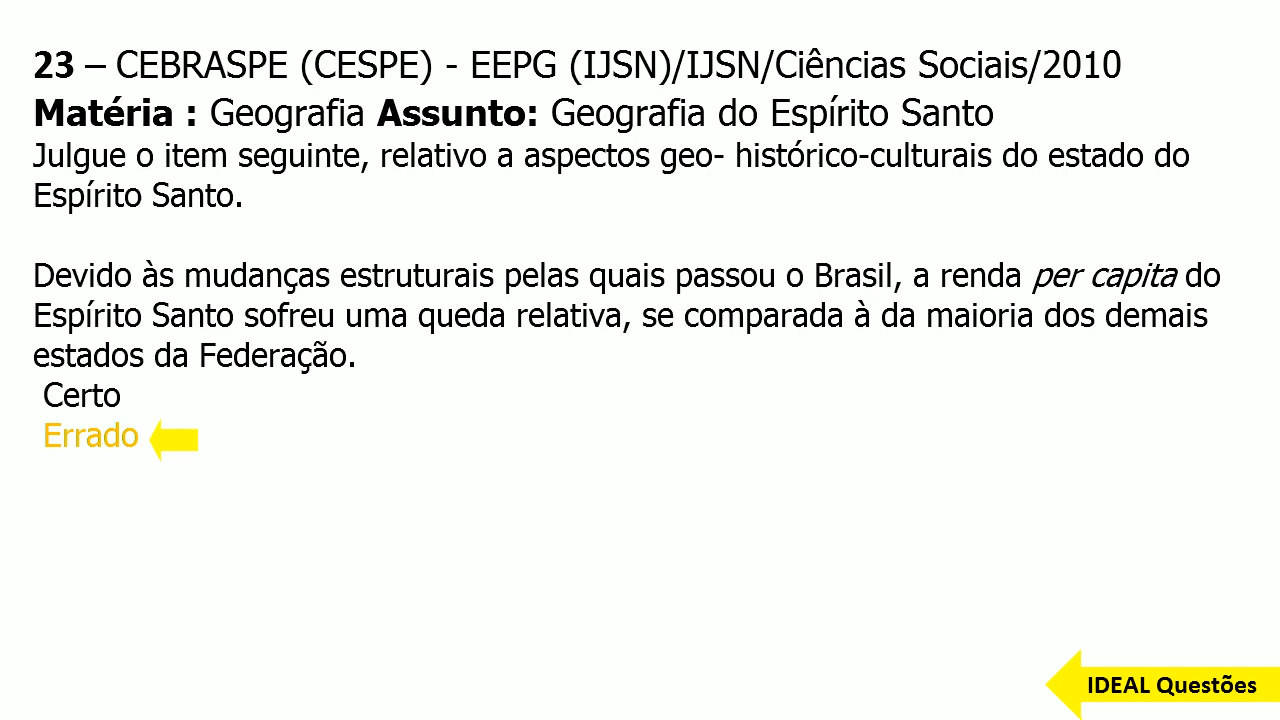 23 – CEBRASPE (CESPE) - EEPG (IJSN)/IJSN/Ciências Sociais/2010
Matéria : Geografia Assunto: Geografia do Espírito Santo
Julgue o item seguinte, relativo a aspectos geo- histórico-culturais do estado do
Espírito Santo.
Devido às mudanças estruturais pelas quais passou o Brasil, a renda per capita do
Espírito Santo sofreu uma queda relativa, se comparada à da maioria dos demais
estados da Federação.
Certo
Errado
IDEAL Questões